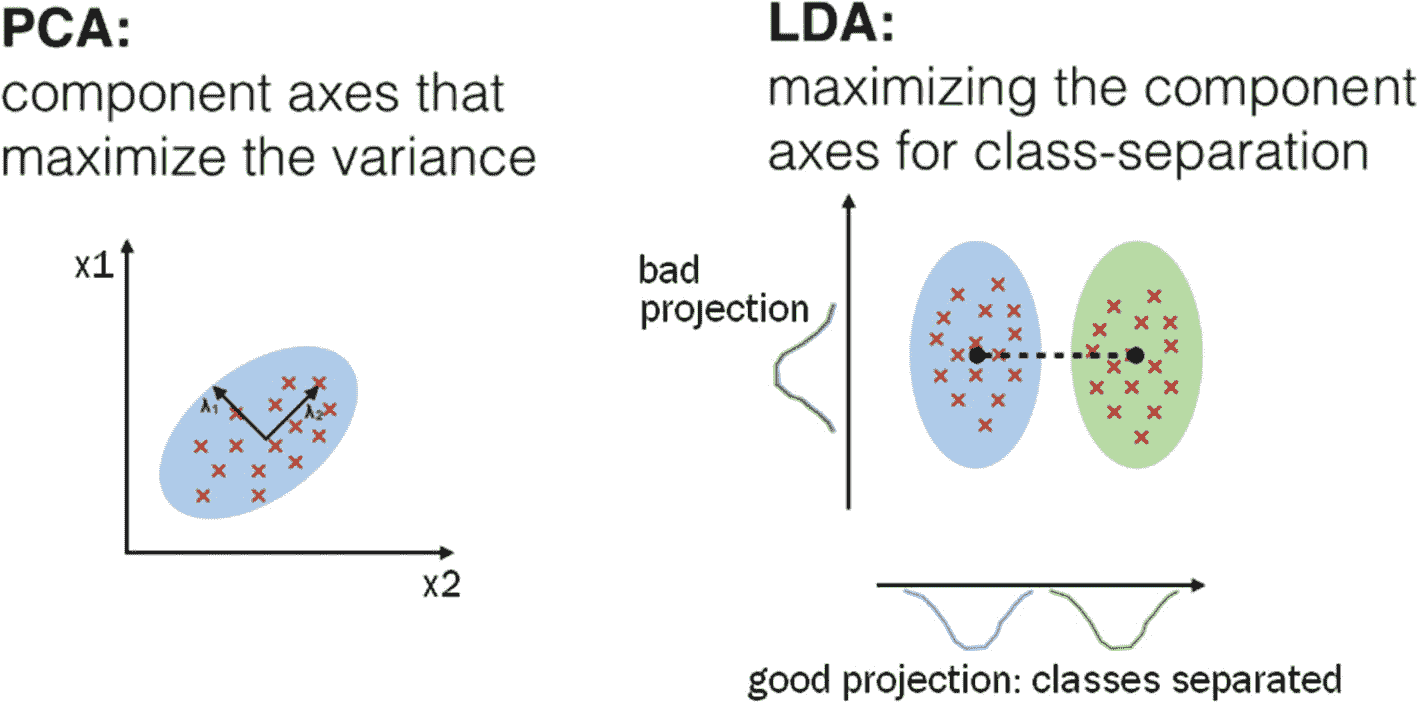 PCA:
component axes that
maximize the variance
LDA:
maximizing the component
axes for class-separation
x1
λ1
λ2
x2
bad
projection
good projection: classes separated